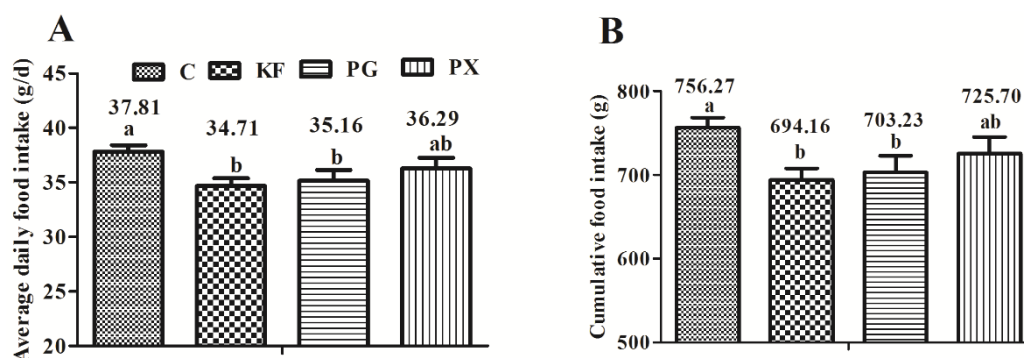 A
Average daily food intake (g/d)
45
40
35
30
25
20
C KF PG PX
37.81
a
34.71
b
35.16
b
36.29
ab
B
Cumulative food intake (g)
800
700
600
500
756.27
a
694.16
b
703.23
b
725.70
ab